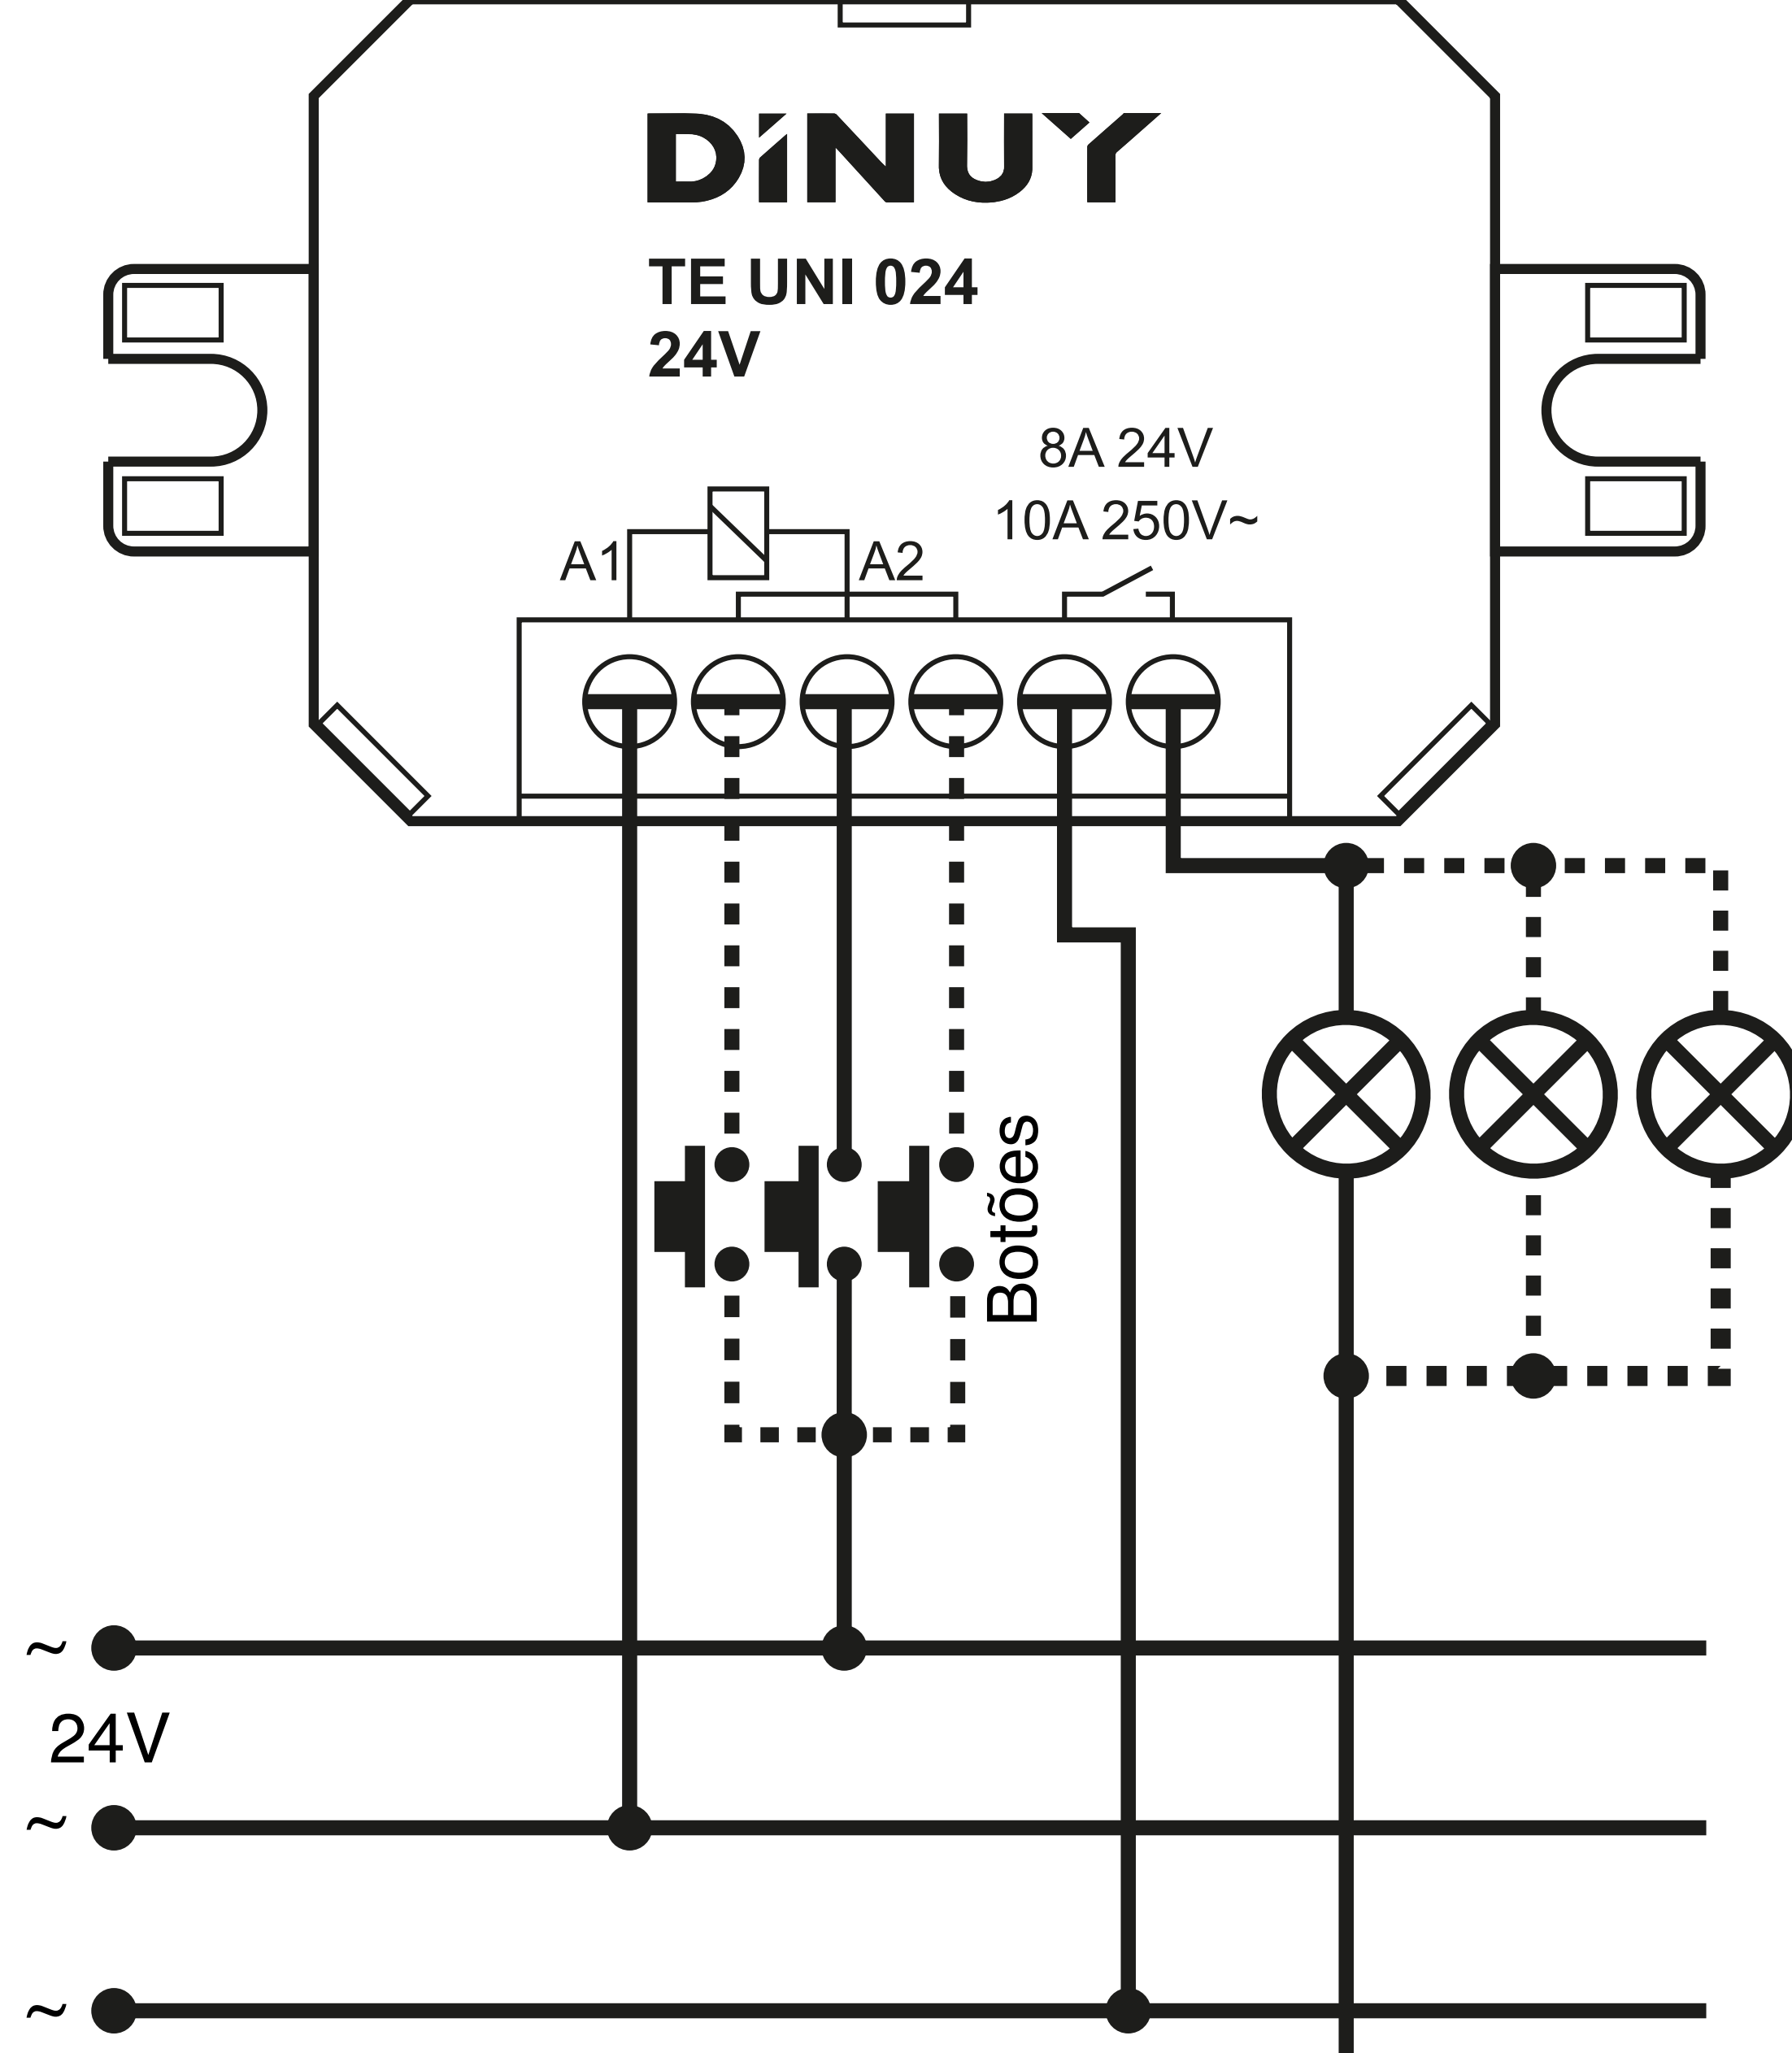 DiNUY
TE UNI 024
24V
8A 24V
10A 250V~
A1
A2
Botões
~
24V
~
~